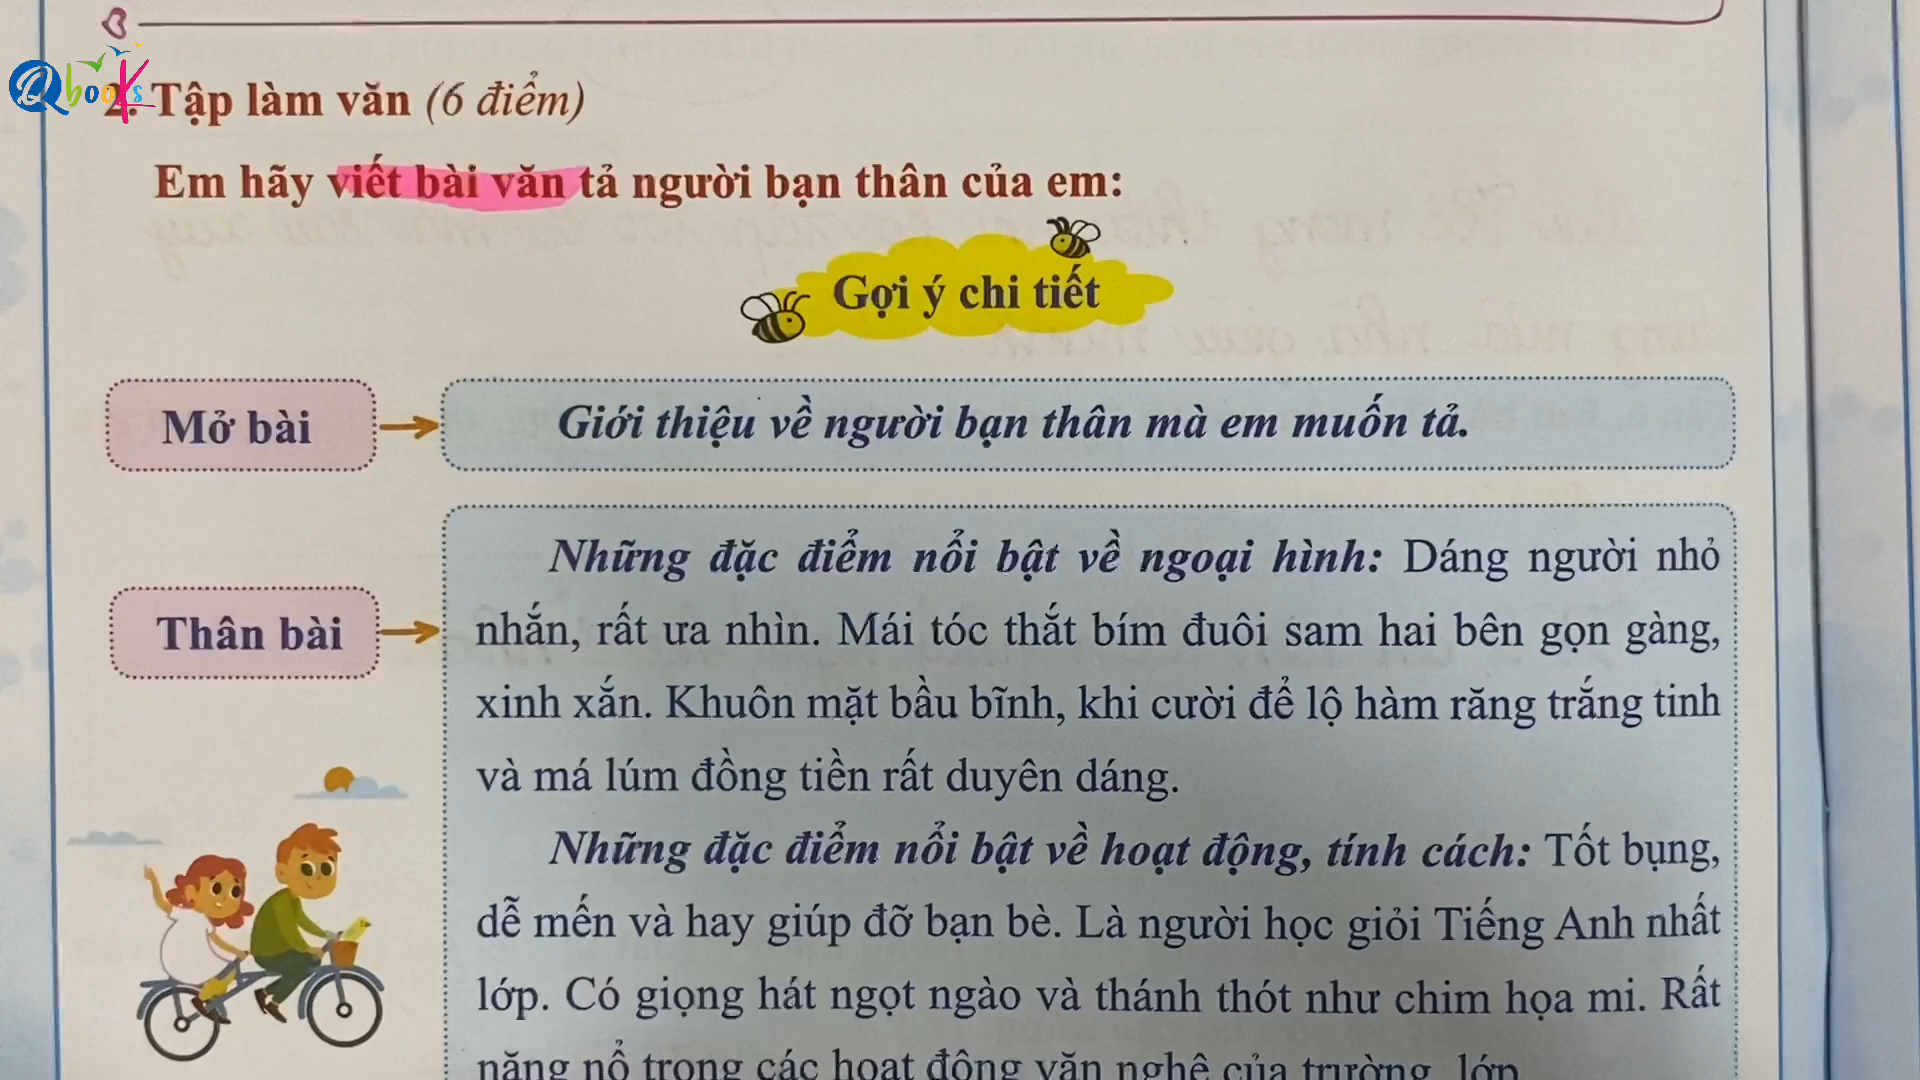 Qbooks
2. Tập làm văn (6 điểm)
Em hãy viết bài văn tả người bạn thân của em:
Gợi ý chi tiết
Mở bài
Giới thiệu về người bạn thân mà em muốn tả.
Thân bài
Những đặc điểm nổi bật về ngoại hình: Dáng người nhỏ
nhắn, rất ưa nhìn. Mái tóc thắt bím đuôi sam hai bên gọn gàng,
xinh xắn. Khuôn mặt bầu bĩnh, khi cười để lộ hàm răng trắng tinh
và má lúm đồng tiền rất duyên dáng.
Những đặc điểm nổi bật về hoạt động, tính cách: Tốt bụng,
dễ mến và hay giúp đỡ bạn bè. Là người học giỏi Tiếng Anh nhất
lớp. Có giọng hát ngọt ngào và thánh thót như chim họa mi. Rất
năng nổ trong các hoạt động văn nghệ của trường, lớp